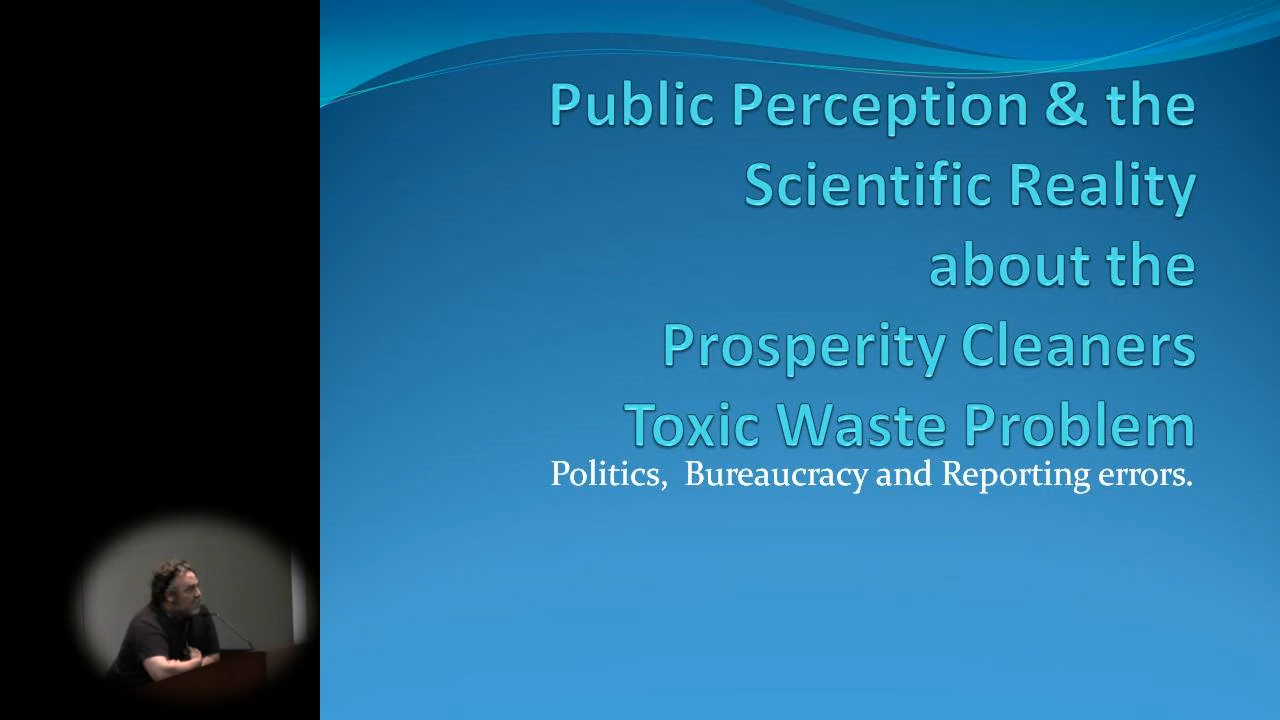 Public Perception & the
Scientific Reality
about the
Prosperity Cleaners
Toxic Waste Problem
Politics, Bureaucracy and Reporting errors.